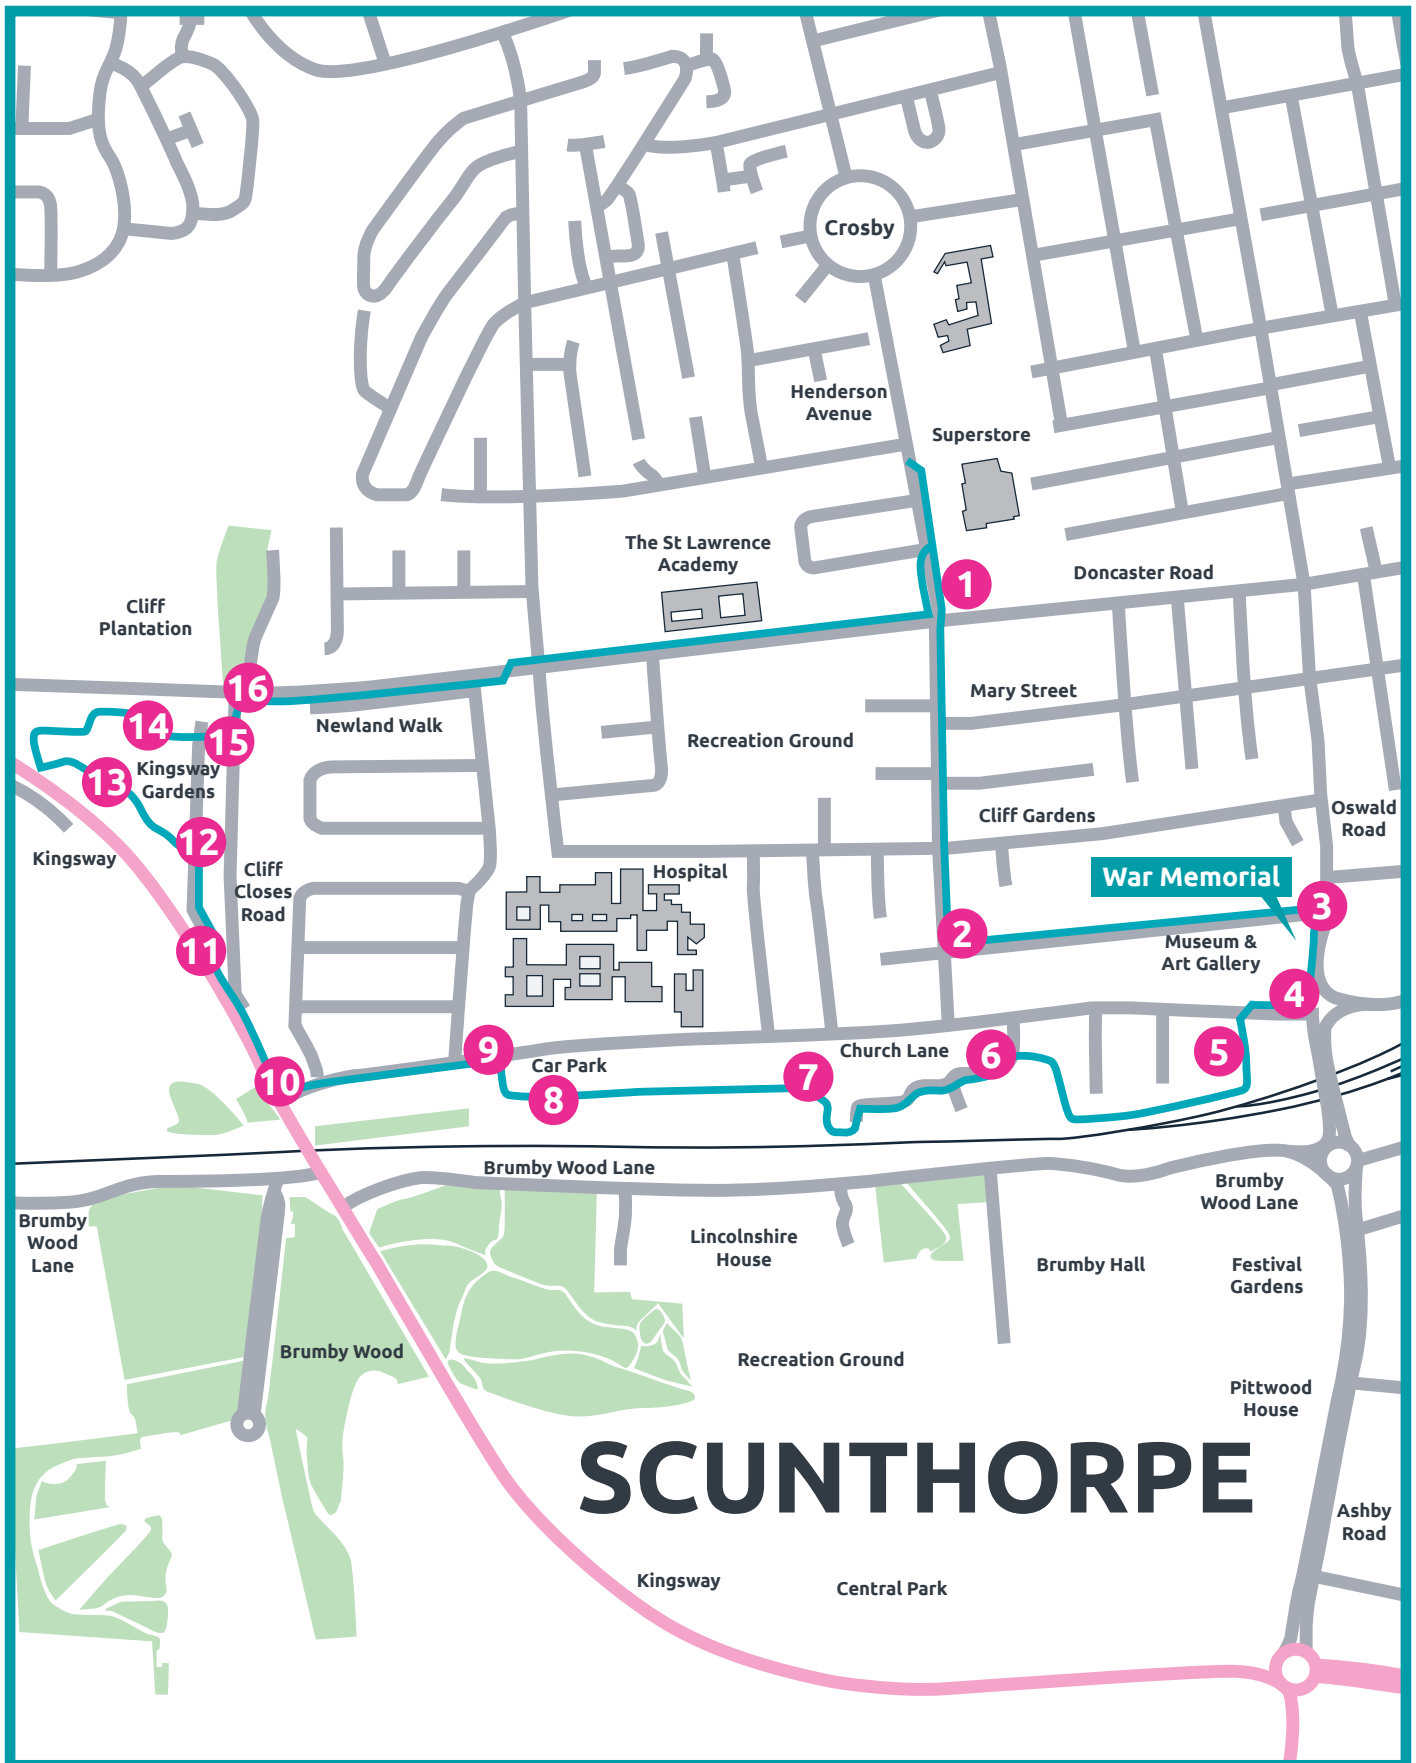 Crosby
Henderson
Avenue
Superstore
The St Lawrence
Academy
1
Doncaster Road
Cliff
Plantation
16
Mary Street
14
15
Newland Walk
Recreation Ground
13
Kingsway
Gardens
Cliff Gardens
Oswald
Road
12
Kingsway
Cliff
Closes
Road
Hospital
War Memorial
3
2
11
Museum &
Art Gallery
4
9
Church Lane
6
5
10
Car Park
7
8
Brumby Wood Lane
Brumby
Wood Lane
Brumby
Wood
Lane
Lincolnshire
House
Brumby Hall
Festival
Gardens
Brumby Wood
Recreation Ground
Pittwood
House
SCUNTHORPE
Ashby
Road
Kingsway
Central Park